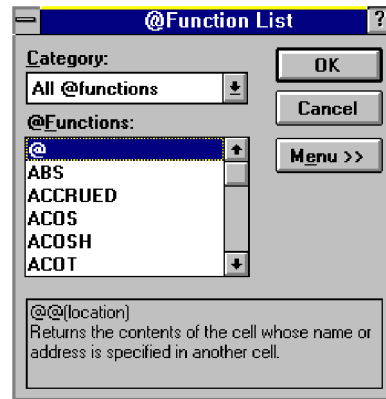 @Function List
?
Category:
All @functions
OK
Cancel
@Functions:
Menu >>
@
ABS
ACCRUED
ACOS
ACOSH
ACOT
@@(location)
Returns the contents of the cell whose name or
address is specified in another cell.